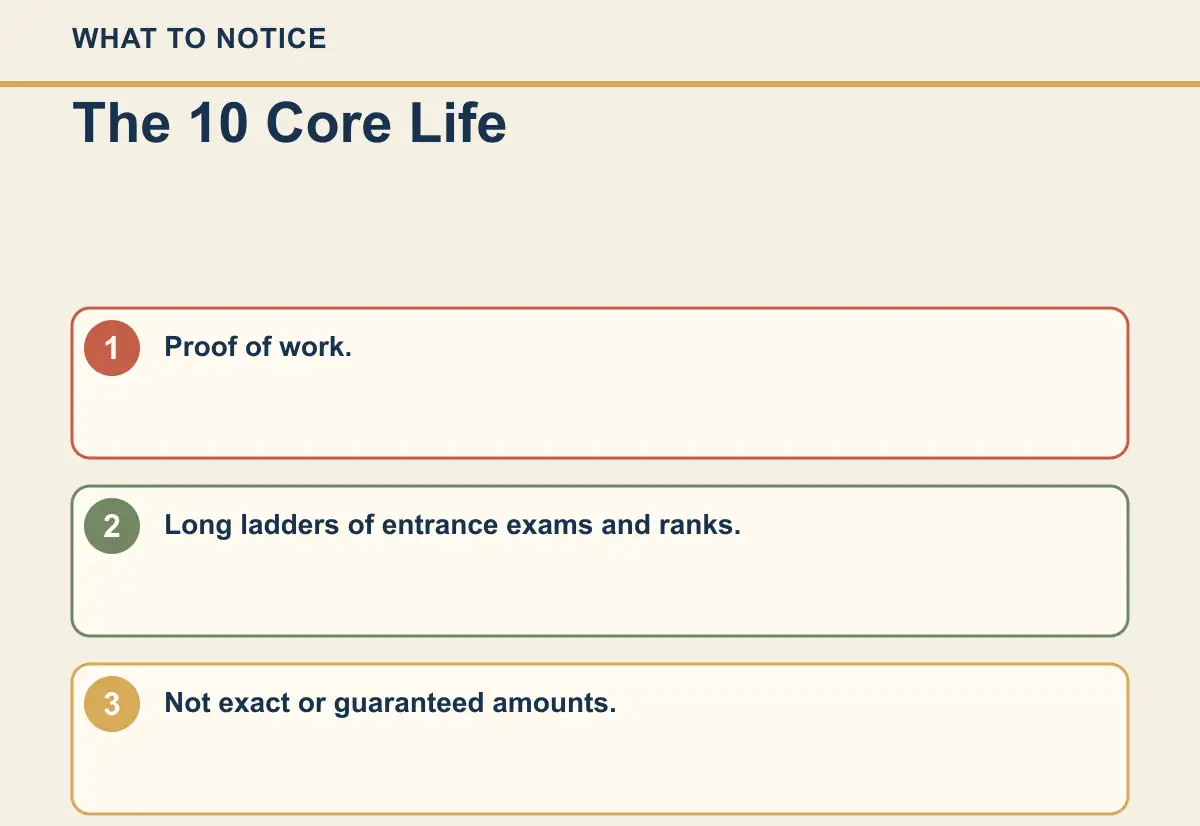 WHAT TO NOTICE
The 10 Core Life
1
Proof of work.
2
Long ladders of entrance exams and ranks.
3
Not exact or guaranteed amounts.